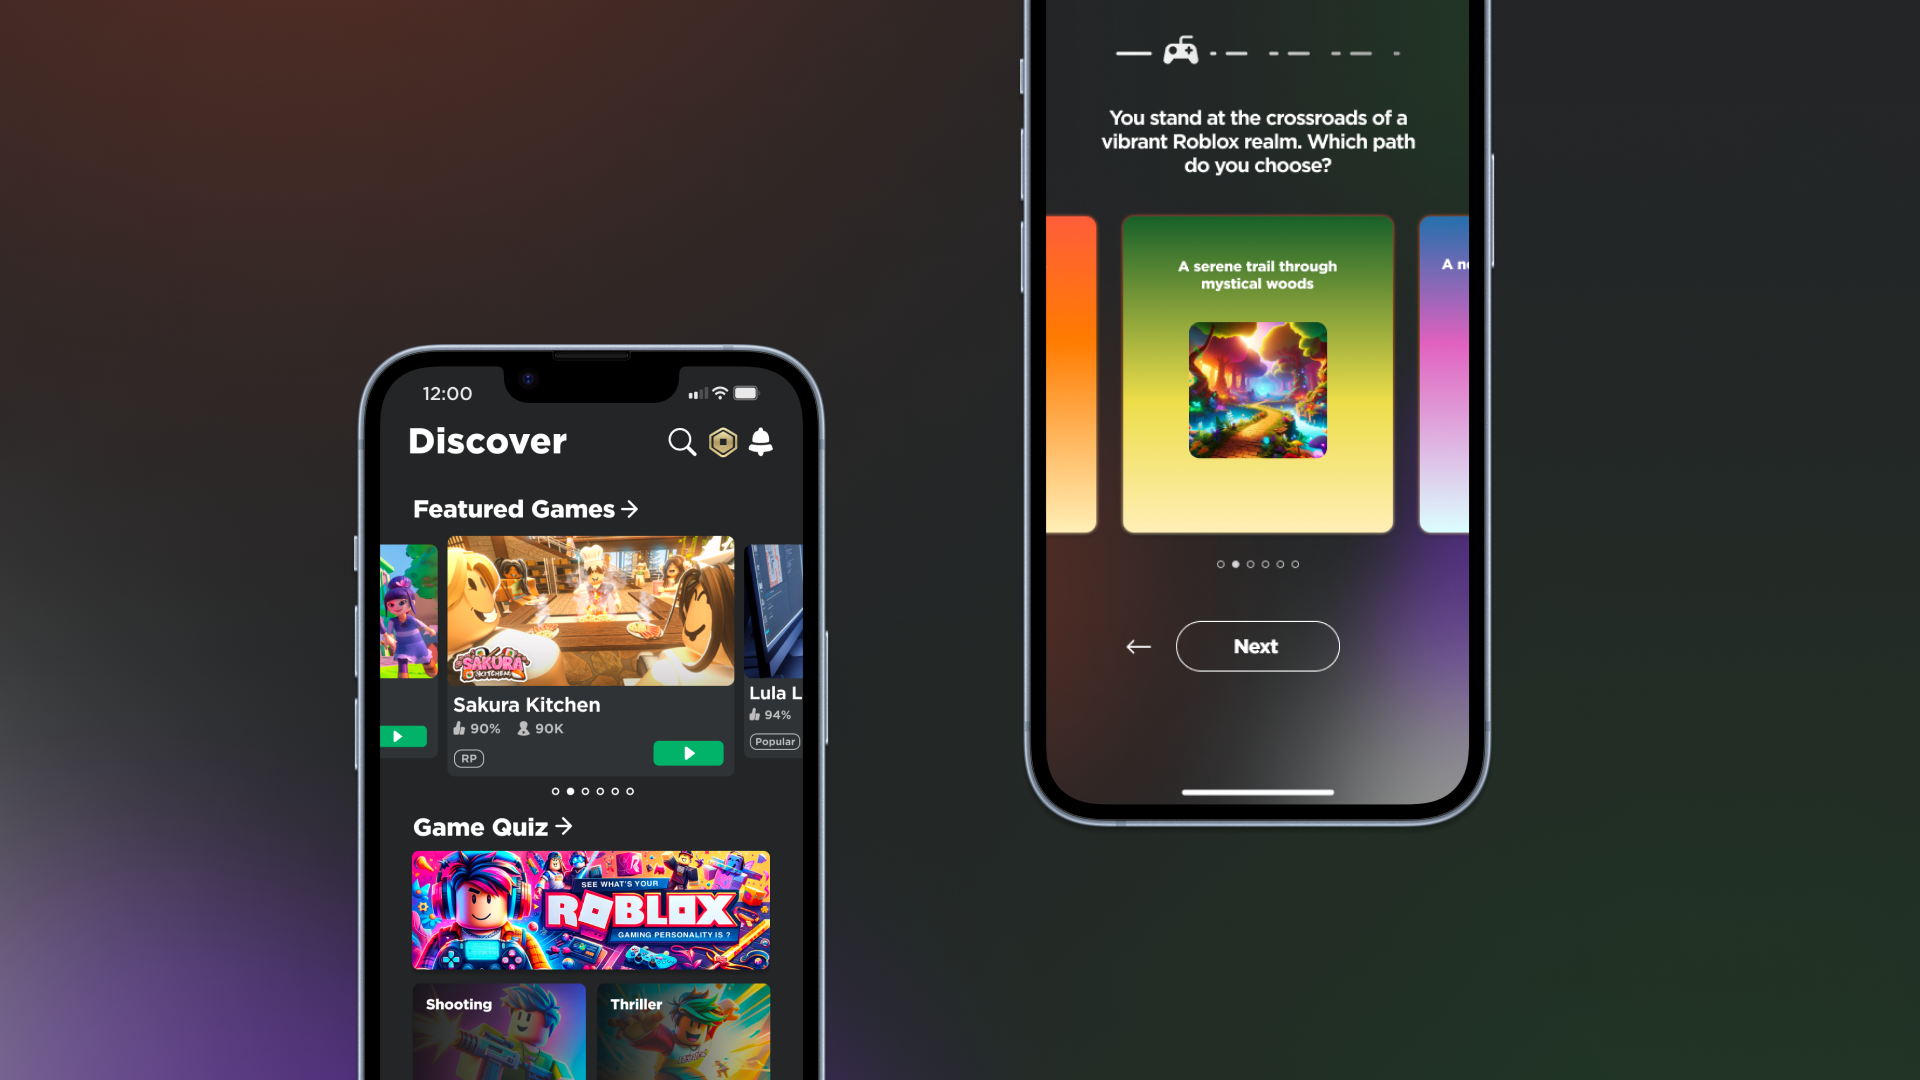 12:00
Discover
Featured Games
SAKURA
KITCHEN
Sakura Kitchen
90% 90K
RP
Lula L
94%
Popular
Game Quiz
SEE WHAT'S YOUR
ROBLOX
GAMING PERSONALITY IS ?
Shooting
Thriller
You stand at the crossroads of a
vibrant Roblox realm. Which path
do you choose?
A serene trail through
mystical woods
A n
Next